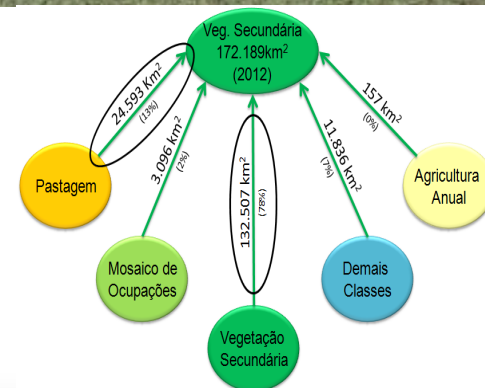 Veg. Secundária
172.189km²
(2012)
24.593 Km²
(13%)
3.096 km²
(2%)
132.507 km²
(78%)
11.836 km²
(7%)
157 km²
(0%)
Pastagem
Agricultura
Anual
Mosaico de
Ocupações
Demais
Classes
Vegetação
Secundária